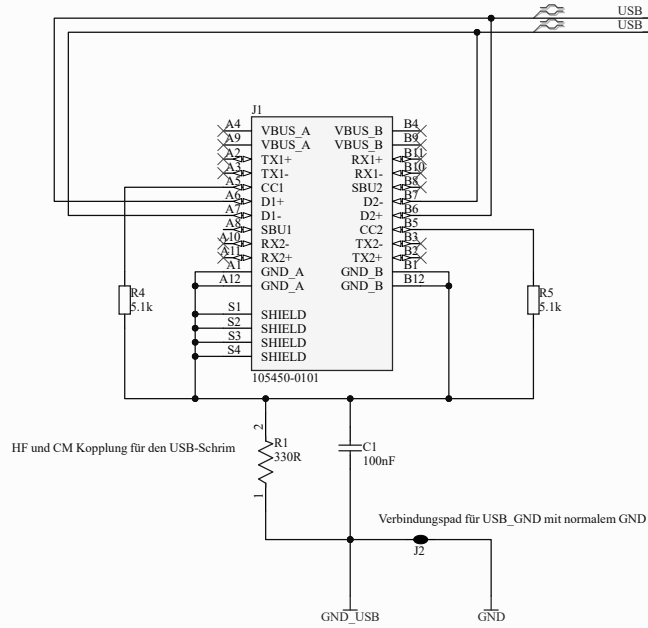 USB
USB
J1
A4 VBUS_A VBUS_B B4
A9 VBUS_A VBUS_B B9
A2 TX1+ RX1+ B11
A3 TX1- RX1- B10
A5 CC1 SBU2 B8
A6 D1+ D2- B7
A7 D1- D2+ B6
A8 SBU1 CC2 B5
A10 RX2- TX2- B3
A11 RX2+ TX2+ B2
A1 GND_A GND_B B1
A12 GND_A GND_B B12
R4
5.1k
R5
5.1k
S1 SHIELD
S2 SHIELD
S3 SHIELD
S4 SHIELD
105450-0101
HF und CM Kopplung für den USB-Schrim
2
R1
330R
1
C1
100nF
Verbindungspad für USB_GND mit normalem GND
J2
GND_USB
GND